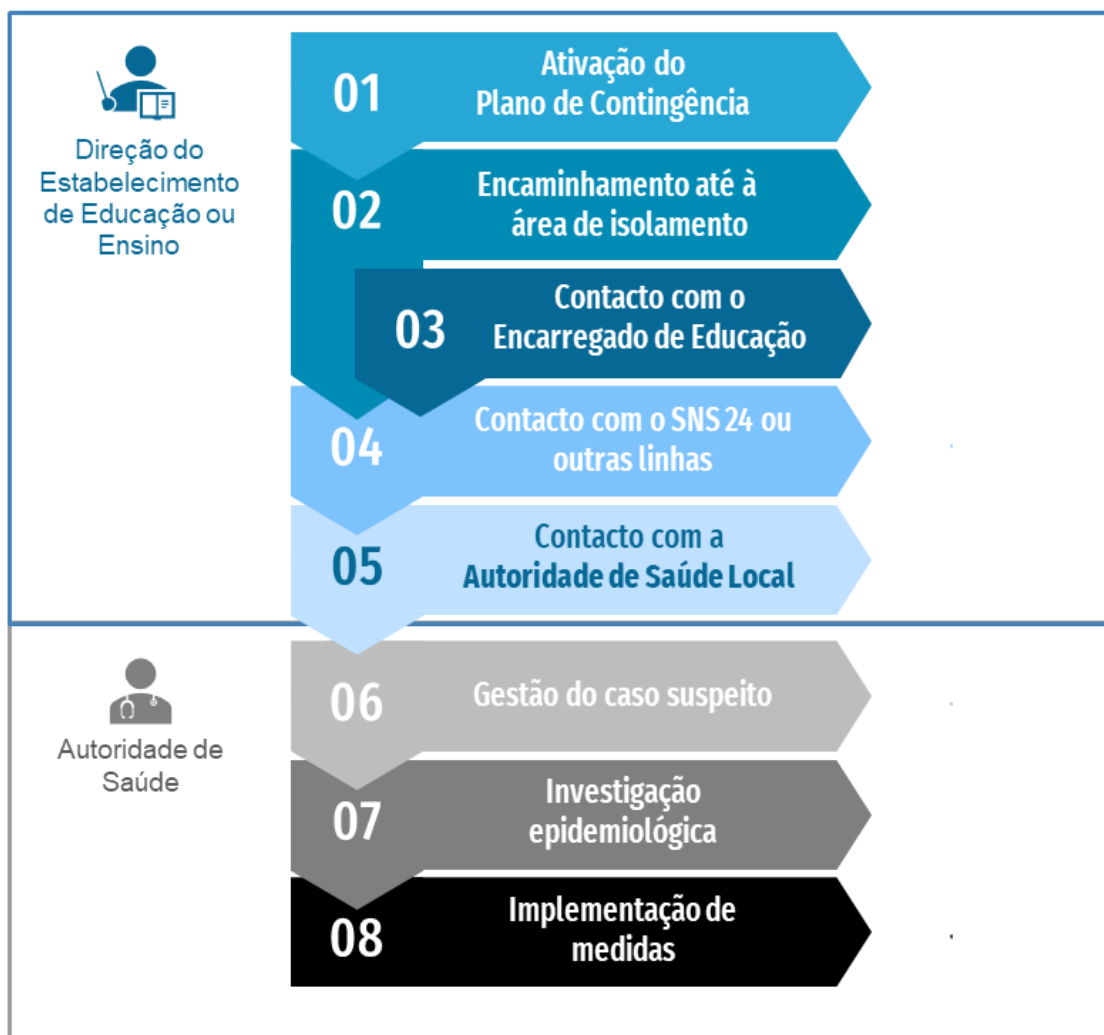 Direção do
Estabelecimento
de Educação ou
Ensino
01
Ativação do
Plano de Contingência
02
Encaminhamento até à
área de isolamento
03
Contacto com o
Encarregado de Educação
04
Contacto com o SNS 24 ou
outras linhas
05
Contacto com a
Autoridade de Saúde Local
Autoridade de
Saúde
06
Gestão do caso suspeito
07
Investigação
epidemiológica
08
Implementação de
medidas